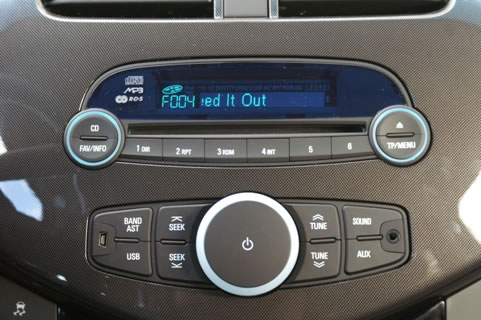 MP3
RDS
F004 ed It Out
CD
FAV/INFO
1 DIR
2 RPT
3 RDM
4 INT
5
6
TP/MENU
BAND
AST
USB
SEEK
SEEK
TUNE
TUNE
SOUND
AUX